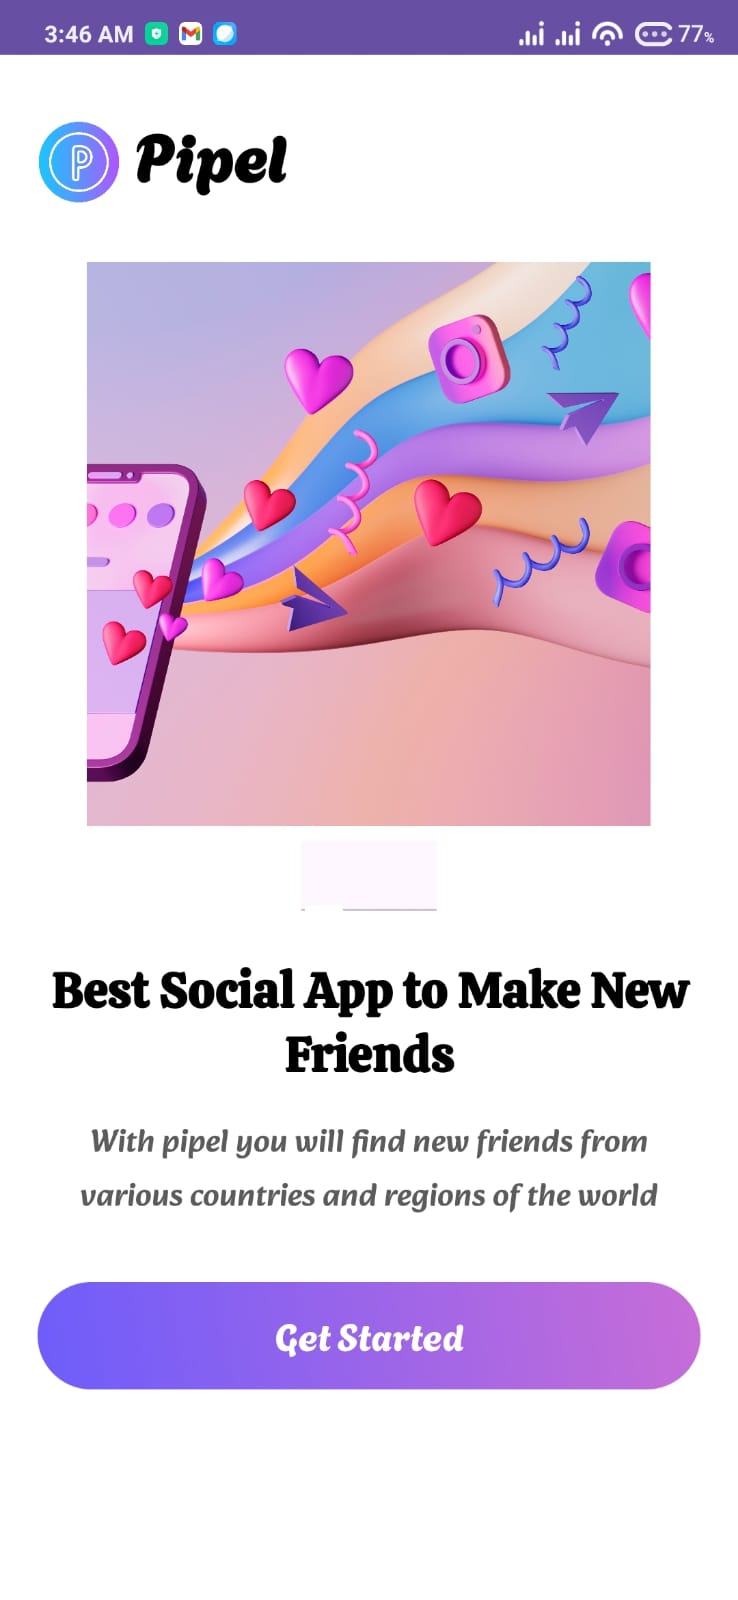 3:46 AM
77%
P
Pipel
Best Social App to Make New
Friends
With pipel you will find new friends from
various countries and regions of the world
Get Started